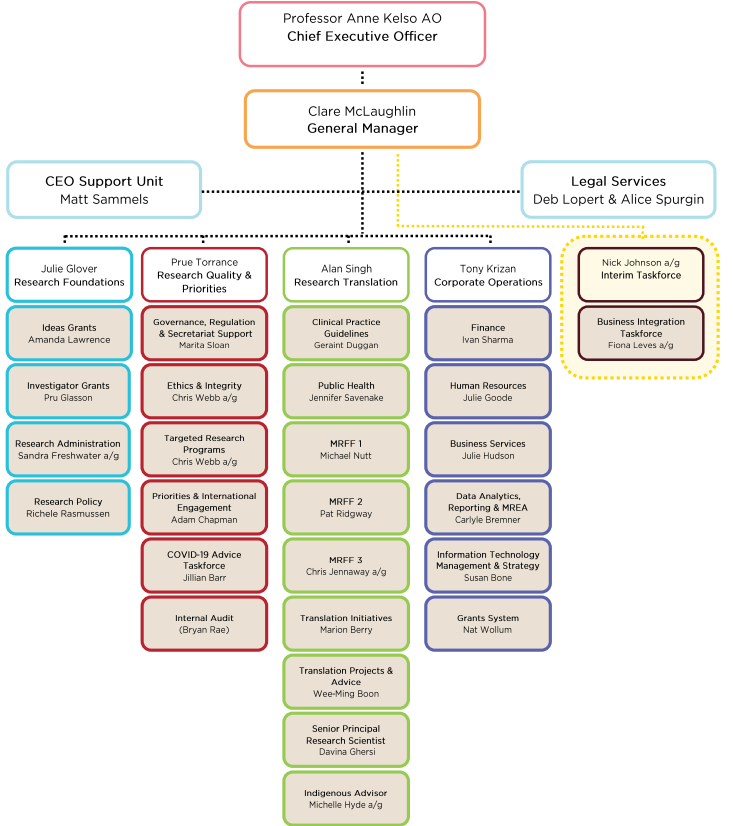 Professor Anne Kelso AO
Chief Executive Officer
Clare McLaughlin
General Manager
CEO Support Unit
Matt Sammels
Legal Services
Deb Lopert & Alice Spurgin
Julie Glover
Research Foundations
Ideas Grants
Amanda Lawrence
Investigator Grants
Pru Glasson
Research Administration
Sandra Freshwater a/g
Research Policy
Richele Rasmussen
Prue Torrance
Research Quality &
Priorities
Governance, Regulation
& Secretariat Support
Marita Sloan
Ethics & Integrity
Chris Webb a/g
Targeted Research
Programs
Chris Webb a/g
Priorities & International
Engagement
Adam Chapman
COVID-19 Advice
Taskforce
Jillian Barr
Internal Audit
(Bryan Rae)
Alan Singh
Research Translation
Clinical Practice
Guidelines
Geraint Duggan
Public Health
Jennifer Savenake
MRFF 1
Michael Nutt
MRFF 2
Pat Ridgway
MRFF 3
Chris Jennaway a/g
Translation Initiatives
Marion Berry
Translation Projects &
Advice
Wee-Ming Boon
Senior Principal
Research Scientist
Davina Ghersi
Indigenous Advisor
Michelle Hyde a/g
Tony Krizan
Corporate Operations
Finance
Ivan Sharma
Human Resources
Julie Goode
Business Services
Julie Hudson
Data Analytics,
Reporting & MREA
Carlyle Bremner
Information Technology
Management & Strategy
Susan Bone
Grants System
Nat Wollum
Nick Johnson a/g
Interim Taskforce
Business Integration
Taskforce
Fiona Leves a/g